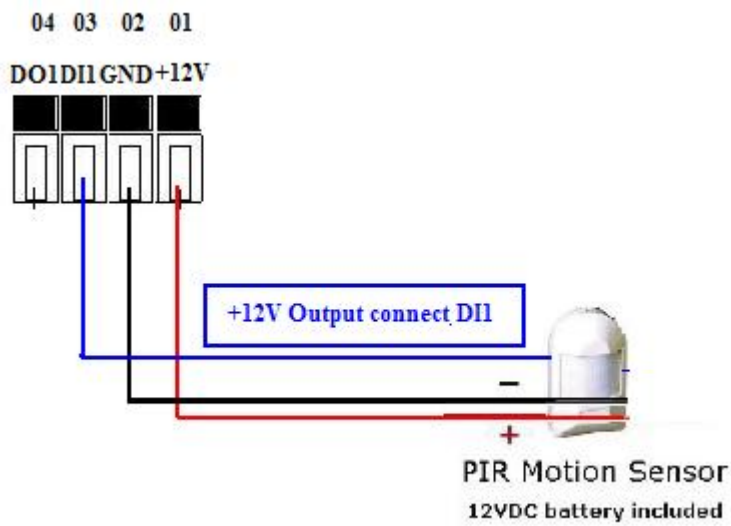 04 03 02 01
DO1DI1GND+12V
+12V Output connect DI1
−
+
PIR Motion Sensor
12VDC battery included